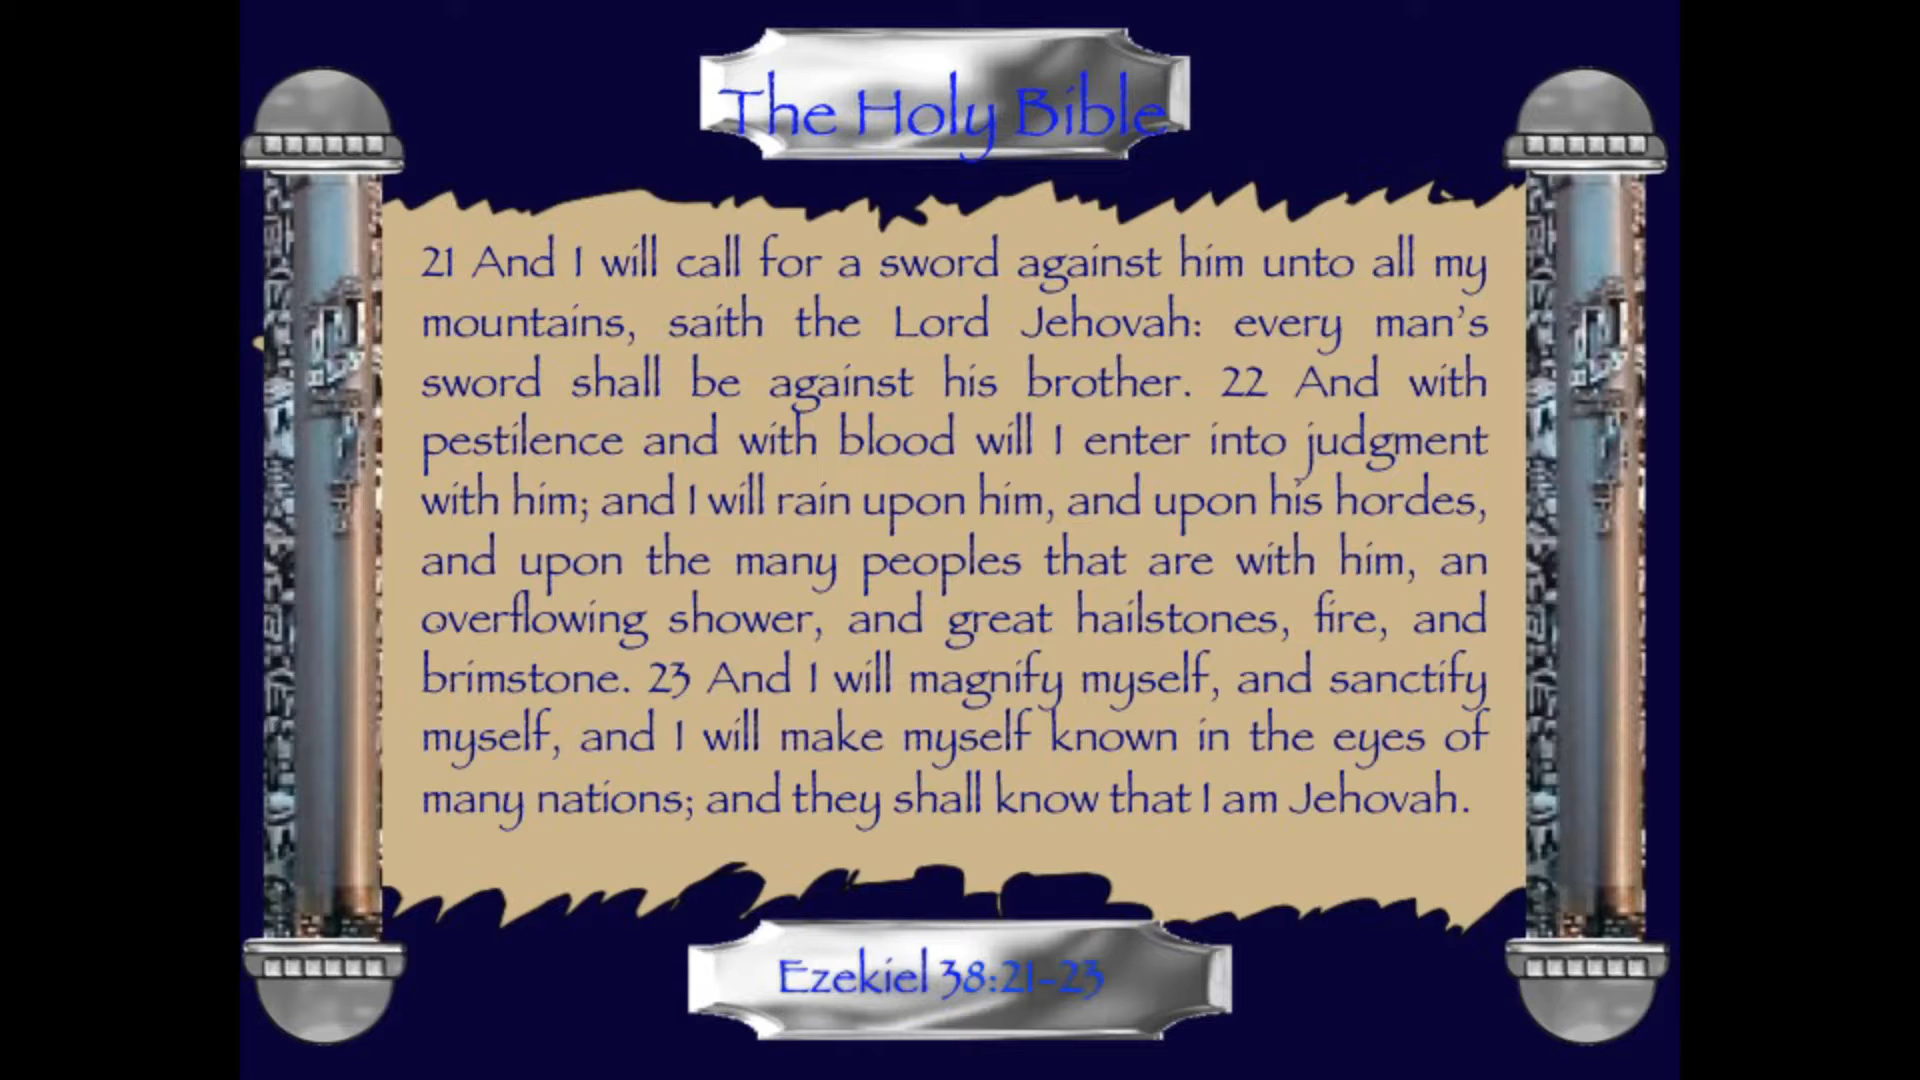 The Holy Bible
21 And I will call for a sword against him unto all my
mountains, saith the Lord Jehovah: every man's
sword shall be against his brother. 22 And with
pestilence and with blood will I enter into judgment
with him; and I will rain upon him, and upon his hordes,
and upon the many peoples that are with him, an
overflowing shower, and great hailstones, fire, and
brimstone. 23 And I will magnify myself, and sanctify
myself, and I will make myself known in the eyes of
many nations; and they shall know that I am Jehovah.
Ezekiel 38:21-23